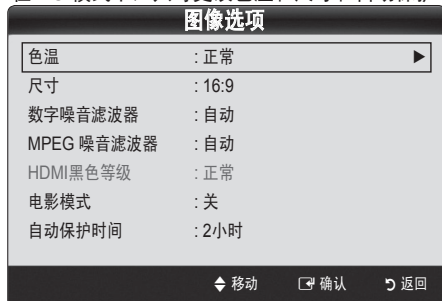 图像选项
色温 : 正常 ▶
尺寸 : 16:9
数字噪音滤波器 : 自动
MPEG 噪音滤波器 : 自动
HDMI黑色等级 : 正常
电影模式 : 关
自动保护时间 : 2小时
移动 确认 返回